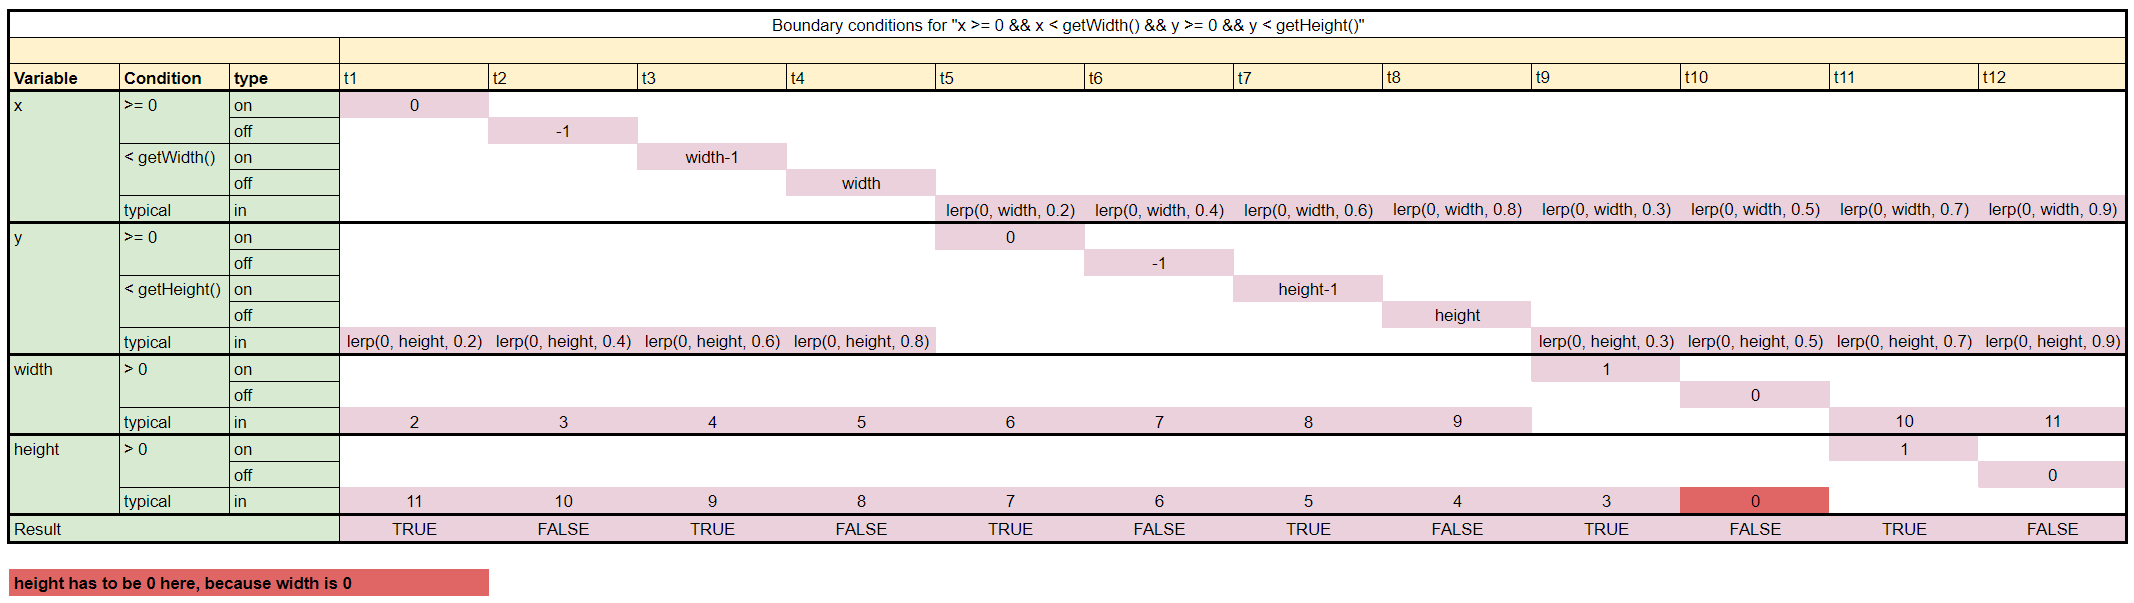 Boundary conditions for "x >= 0 && x < getWidth() && y >= 0 && y < getHeight()"
Variable Condition type t1 t2 t3 t4 t5 t6 t7 t8 t9 t10 t11 t12
x >= 0 on 0
off -1
< getWidth() on width-1
off width
typical in lerp(0, width, 0.2) lerp(0, width, 0.4) lerp(0, width, 0.6) lerp(0, width, 0.8) lerp(0, width, 0.3) lerp(0, width, 0.5) lerp(0, width, 0.7) lerp(0, width, 0.9)
y >= 0 on 0
off -1
< getHeight() on height-1
off height
typical in lerp(0, height, 0.2) lerp(0, height, 0.4) lerp(0, height, 0.6) lerp(0, height, 0.8) lerp(0, height, 0.3) lerp(0, height, 0.5) lerp(0, height, 0.7) lerp(0, height, 0.9)
width > 0 on 1
off 0
typical in 2 3 4 5 6 7 8 9 10 11
height > 0 on 1
off 0
typical in 11 10 9 8 7 6 5 4 3 0
Result TRUE FALSE TRUE FALSE TRUE FALSE TRUE FALSE TRUE FALSE TRUE FALSE
height has to be 0 here, because width is 0